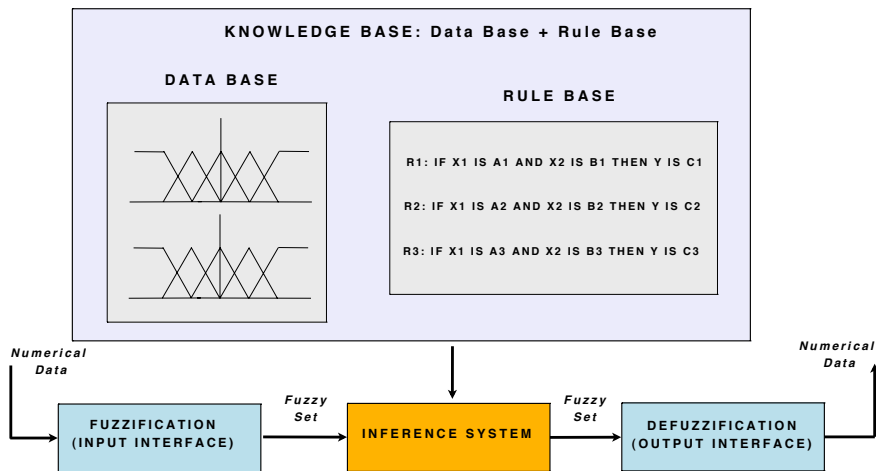 KNOWLEDGE BASE: Data Base + Rule Base
DATA BASE
RULE BASE
R1: IF X1 IS A1 AND X2 IS B1 THEN Y IS C1
R2: IF X1 IS A2 AND X2 IS B2 THEN Y IS C2
R3: IF X1 IS A3 AND X2 IS B3 THEN Y IS C3
Numerical
Data
Numerical
Data
FUZZIFICATION
(INPUT INTERFACE)
Fuzzy
Set
INFERENCE SYSTEM
Fuzzy
Set
DEFUZZIFICATION
(OUTPUT INTERFACE)